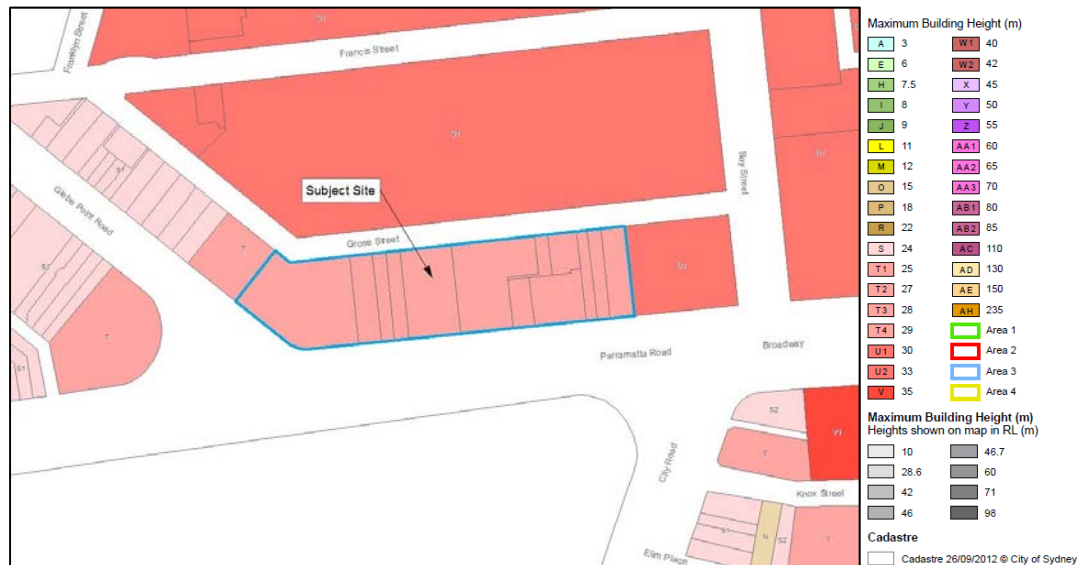 Franklyn Street
Francis Street
Glebe Point Road
Subject Site
Grose Street
Bay Street
Parramatta Road
Broadway
City Road
Knox Street
Elm Place
S1
T
T
S2
S1
S2
T
T
Maximum Building Height (m)
A 3
E 6
H 7.5
I 8
J 9
L 11
M 12
O 15
P 18
R 22
S 24
T1 25
T2 27
T3 28
T4 29
U1 30
U2 33
V 35
W1 40
W2 42
X 45
Y 50
Z 55
AA1 60
AA2 65
AA3 70
AB1 80
AB2 85
AC 110
AD 130
AE 150
AH 235
Area 1
Area 2
Area 3
Area 4
Maximum Building Height (m)
Heights shown on map in RL (m)
10
28.6
42
46
46.7
60
71
98
Cadastre
Cadastre 26/09/2012 © City of Sydney